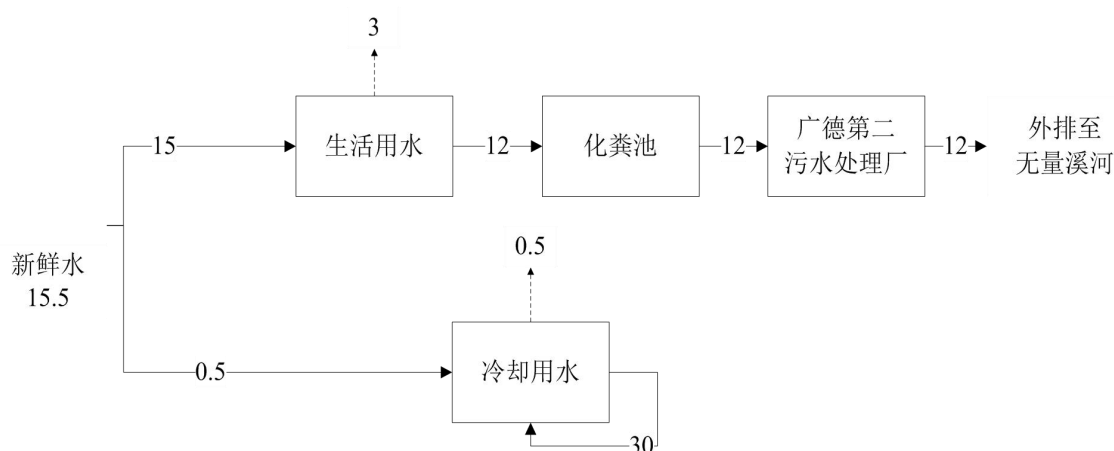 3
15
生活用水
12
化粪池
12
广德第二
污水处理厂
12
外排至
无量溪河
新鲜水
15.5
0.5
0.5
冷却用水
30